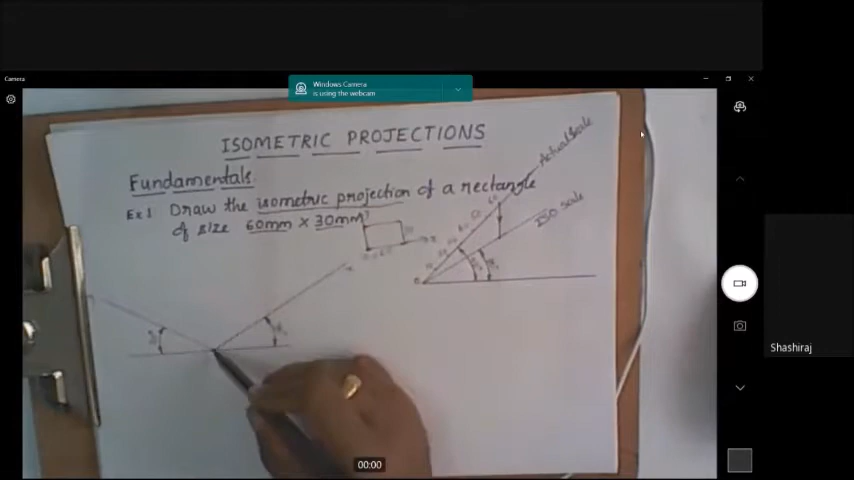 Camera
Windows Camera
is using the webcam
ISOMETRIC PROJECTIONS
Fundamentals
Ex 1 Draw the isometric projection of a rectangle
of size 60mm x 30mm
Actual Scale
ISO Scale
Shashiraj
00:00